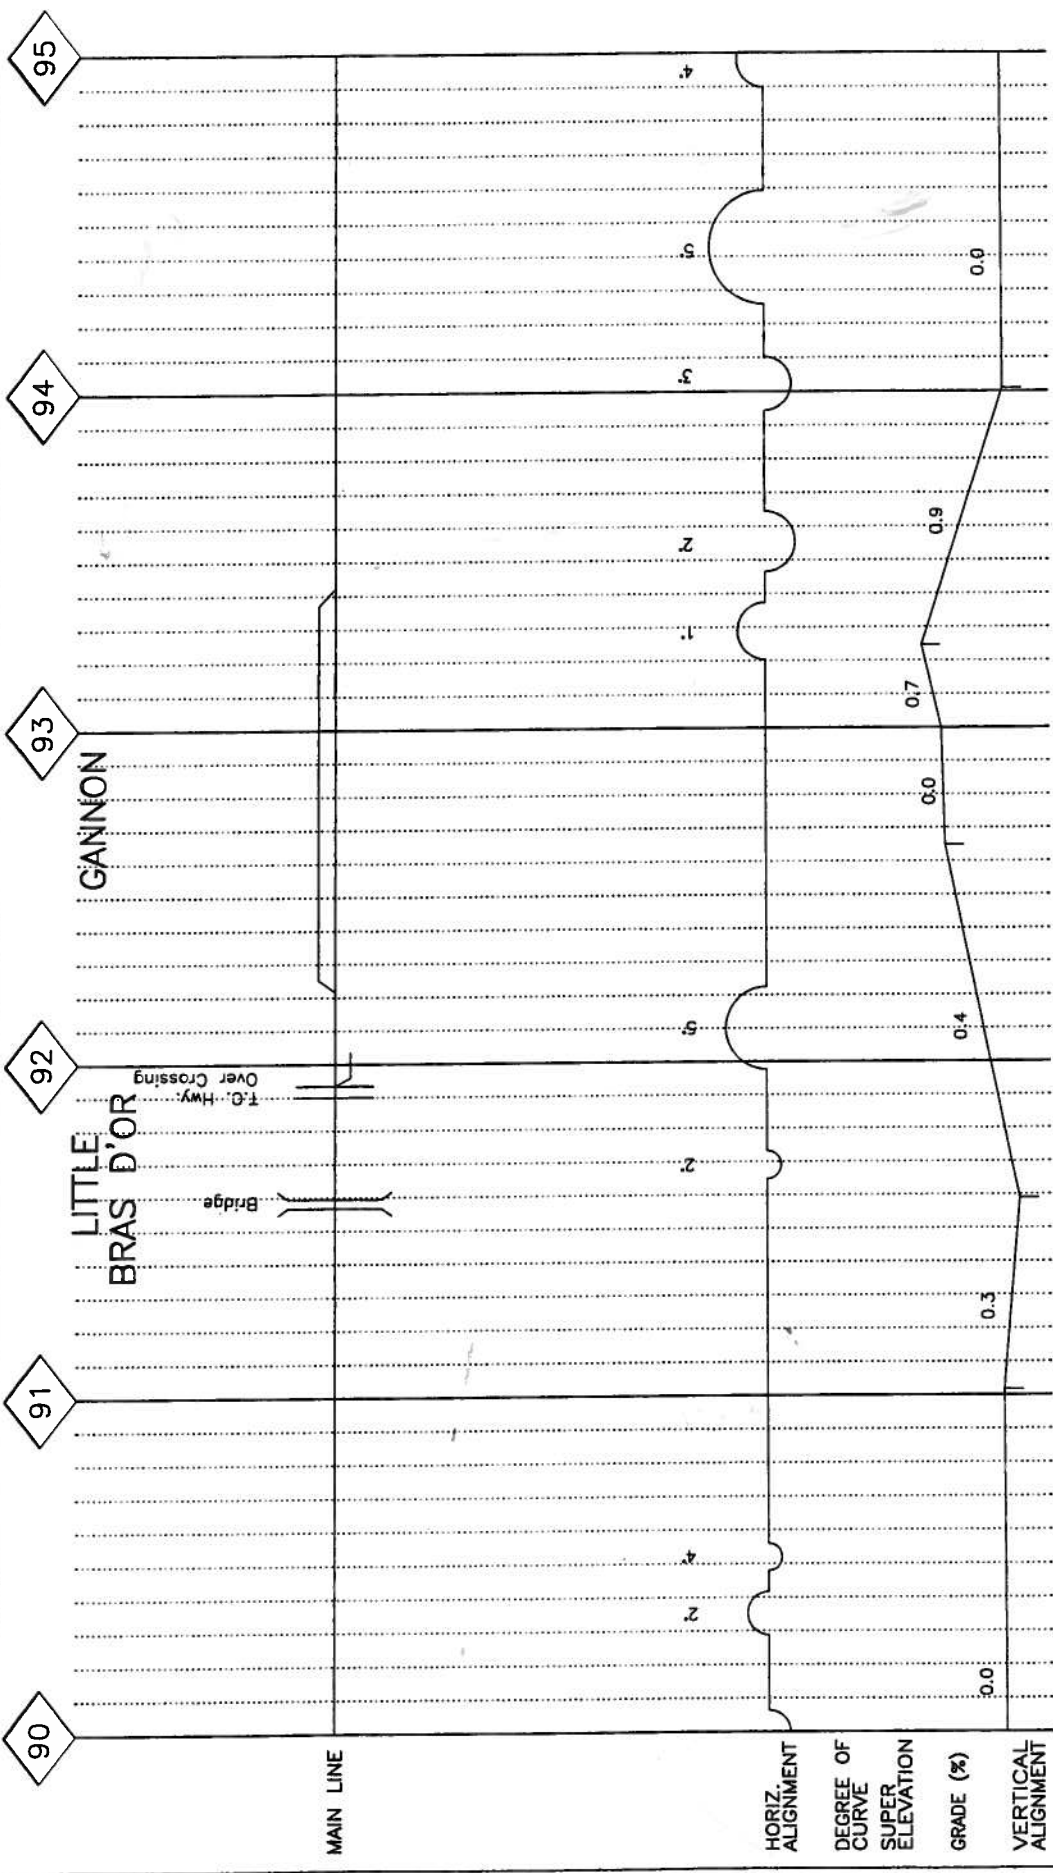 90
91
92
93
94
95
LITTLE
BRAS D'OR
GANNON
Bridge
T.C. Hwy.
Over Crossing
MAIN LINE
2°
4°
2°
5°
1°
2°
3°
5°
4°
HORIZ.
ALIGNMENT
DEGREE OF
CURVE
SUPER
ELEVATION
GRADE (%)
0.0
0.3
0.4
0.0
0.7
0.9
0.0
VERTICAL
ALIGNMENT